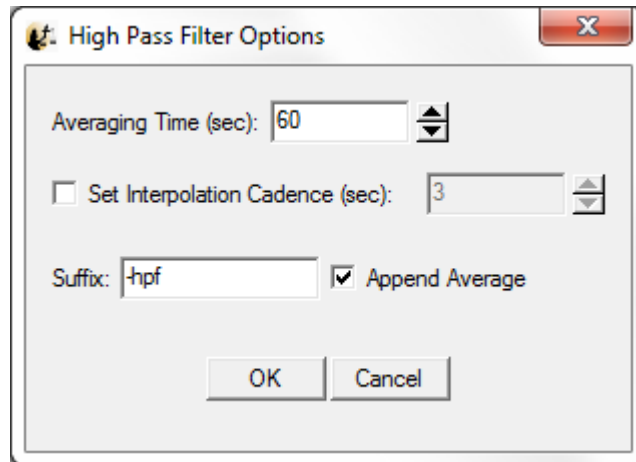 High Pass Filter Options
Averaging Time (sec): 60
Set Interpolation Cadence (sec): 3
Suffix: -hpf Append Average
OK Cancel